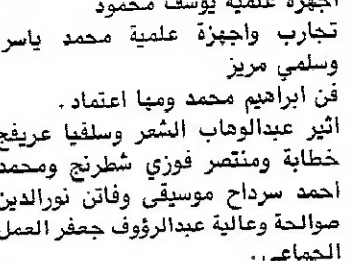 اجهزة علمية يوسف محمود
تجارب واجهزة علمية محمد ياسر
وسلمي مريز
فن ابراهيم محمد ومها اعتماد .
اثير عبدالوهاب الشعر وسلفيا عريفج
خطابة ومنتصر فوزي شطرنج ومحمد
احمد سرداح موسيقى وفاتن نورالدين
صوالحة وعالية عبدالرؤوف جعفر العمل
الجماعي .